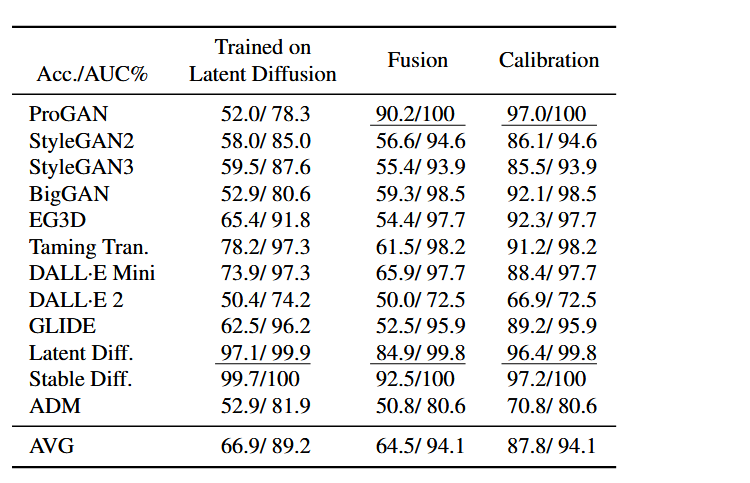 Acc./AUC% Trained on Latent Diffusion Fusion Calibration
ProGAN 52.0/ 78.3 90.2/100 97.0/100
StyleGAN2 58.0/ 85.0 56.6/ 94.6 86.1/ 94.6
StyleGAN3 59.5/ 87.6 55.4/ 93.9 85.5/ 93.9
BigGAN 52.9/ 80.6 59.3/ 98.5 92.1/ 98.5
EG3D 65.4/ 91.8 54.4/ 97.7 92.3/ 97.7
Taming Tran. 78.2/ 97.3 61.5/ 98.2 91.2/ 98.2
DALL·E Mini 73.9/ 97.3 65.9/ 97.7 88.4/ 97.7
DALL·E 2 50.4/ 74.2 50.0/ 72.5 66.9/ 72.5
GLIDE 62.5/ 96.2 52.5/ 95.9 89.2/ 95.9
Latent Diff. 97.1/ 99.9 84.9/ 99.8 96.4/ 99.8
Stable Diff. 99.7/100 92.5/100 97.2/100
ADM 52.9/ 81.9 50.8/ 80.6 70.8/ 80.6
AVG 66.9/ 89.2 64.5/ 94.1 87.8/ 94.1